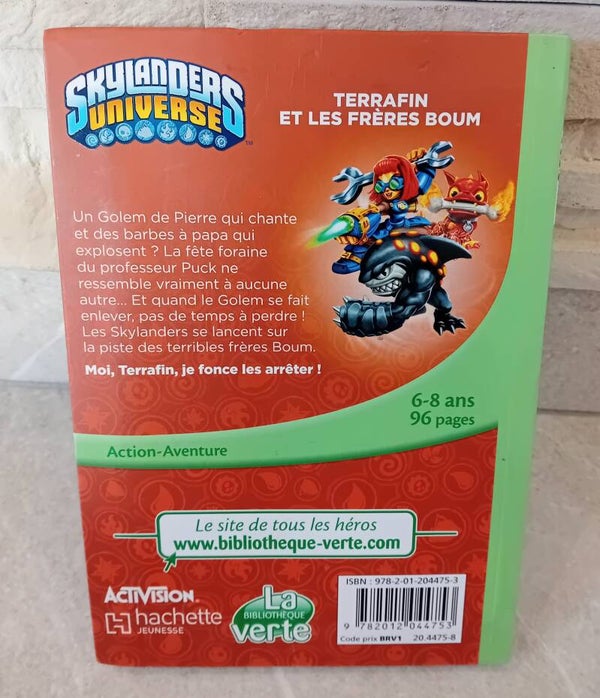 SKYLANDERS
UNIVERSE
TM
TERRAFIN
ET LES FRÈRES BOUM
Un Golem de Pierre qui chante
et des barbes à papa qui
explosent ? La fête foraine
du professeur Puck ne
ressemble vraiment à aucune
autre... Et quand le Golem se fait
enlever, pas de temps à perdre !
Les Skylanders se lancent sur
la piste des terribles frères Boum.
Moi, Terrafin, je fonce les arrêter !
6-8 ans
96 pages
Action-Aventure
Le site de tous les héros
www.bibliotheque-verte.com
ACTIVISION.
hachette
JEUNESSE
La
BIBLIOTHÈQUE
verte
ISBN : 978-2-01-204475-3
9 782012 044753
Code prix BRV1 20.4475-8